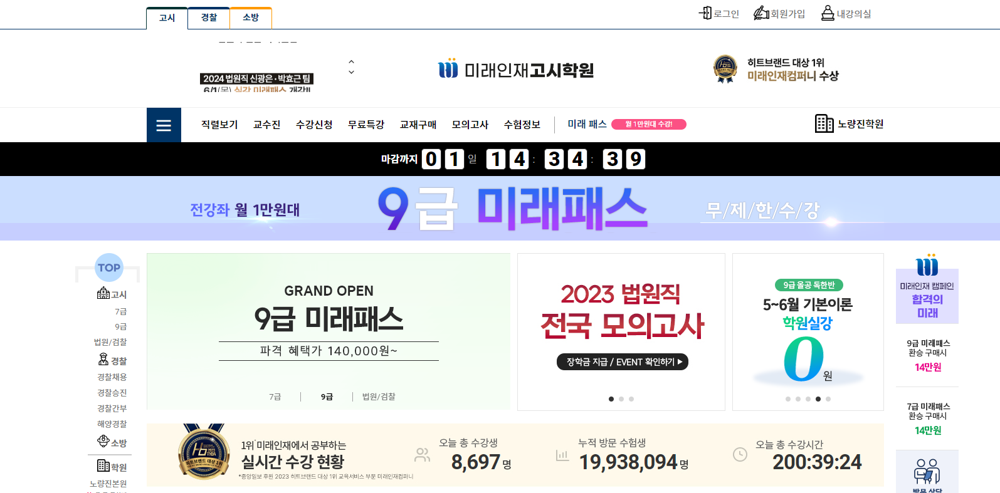 고시
경찰
소방
로그인
회원가입
내강의실
2024 법원직 신광은·박효근 팀
6/1(목) 실강 미래패스 개강!!
미래인재고시학원
히트브랜드 대상 1위
미래인재컴퍼니 수상
직렬보기
교수진
수강신청
무료특강
교재구매
모의고사
수험정보
미래 패스
월 1만원대 수강!
노량진학원
마감까지 01일 14: 34: 39
전강좌 월 1만원대
9급 미래패스
무/제/한/수/강
TOP
고시
7급
9급
법원/검찰
경찰
경찰채용
경찰승진
경찰간부
해양경찰
소방
학원
노량진본원
GRAND OPEN
9급 미래패스
파격 혜택가 140,000원~
7급
9급
법원/검찰
2023 법원직
전국 모의고사
장학금 지급 / EVENT 확인하기 ▶
9급 올공 독한반
5~6월 기본이론
학원실강
0원
미래인재 캠페인
합격의
미래
9급 미래패스
환승 구매시
14만원
7급 미래패스
환승 구매시
14만원
방문 상담
히트브랜드 대상 1위
1위 미래인재에서 공부하는
실시간 수강 현황
*중앙일보 후원 2023 히트브랜드 대상 1위 교육서비스 부문 미래인재컴퍼니
오늘 총 수강생
8,697명
누적 방문 수험생
19,938,094명
오늘 총 수강시간
200:39:24